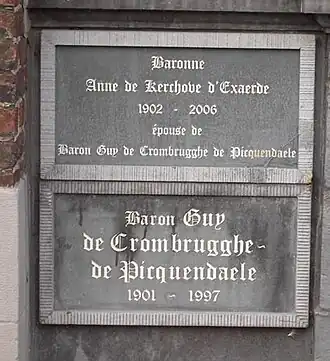 Baronne
Anne de Kerchove d'Exaerde
1902 - 2006
épouse de
Baron Guy de Crombrugghe de Picquendaele
Baron Guy
de Crombrugghe-
de Picquendaele
1901 - 1997